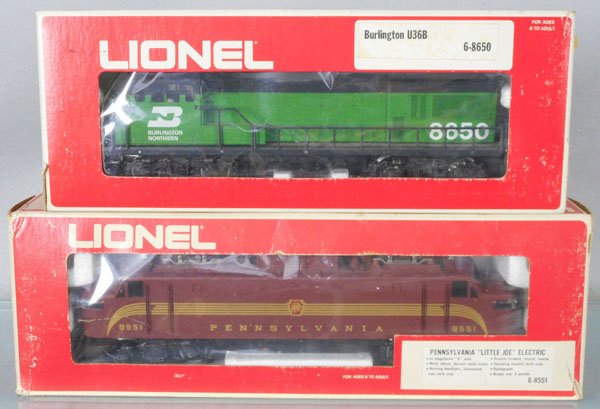 LIONEL
Burlington U36B
6-8650
FOR AGES
8 TO ADULT
BURLINGTON
NORTHERN
8650
LIONEL
8551
PENNSYLVANIA
8551
PENNSYLVANIA "LITTLE JOE" ELECTRIC
6-8551
FOR AGES 8 TO ADULT